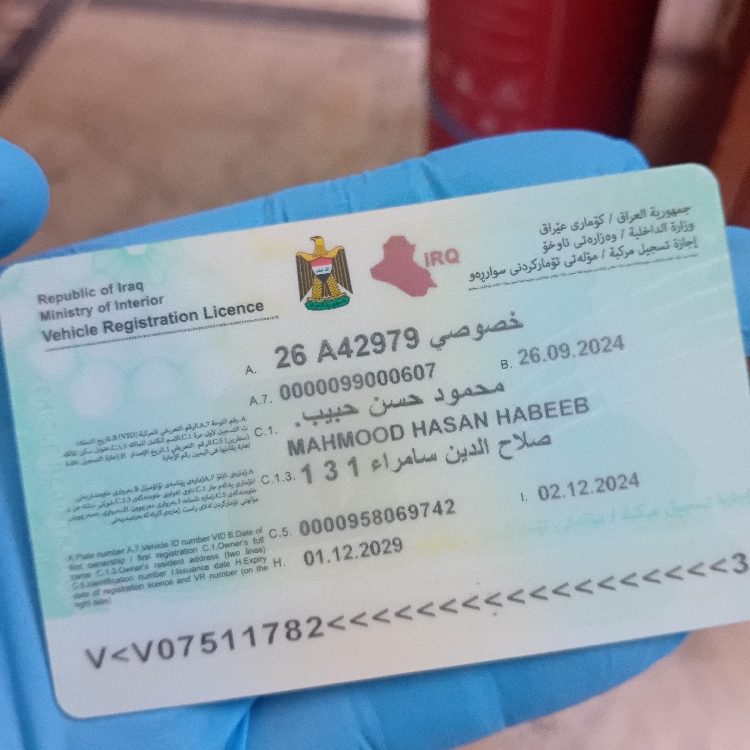 Republic of Iraq
Ministry of Interior
Vehicle Registration Licence
IRQ
جمهورية العراق / كۆماری عێراق
وزارة الداخلية / وەزارەتی ناوخۆ
إجازة تسجيل مركبة / مۆڵەتی تۆمارکردنی سواریەو
A. 26 A42979 خصوصي
A.7. 0000099000607
B. 26.09.2024
C.1. محمود حسن حبيب.
MAHMOOD HASAN HABEEB
C.1.3. صلاح الدين سامراء 1 3 1
C.5. 0000958069742
I. 02.12.2024
H. 01.12.2029
A.Plate number A.7.Vehicle ID number VID B.Date of
first ownership / first registration C.1.Owner's full
name C.1.3.Owner's resident address (two lines)
C.5.Identification number I.Issuance date H.Expiry
date of registration licence and VR number (on the
right side)
V<V07511782<<<<<<<<<<<<<<<<<<<3